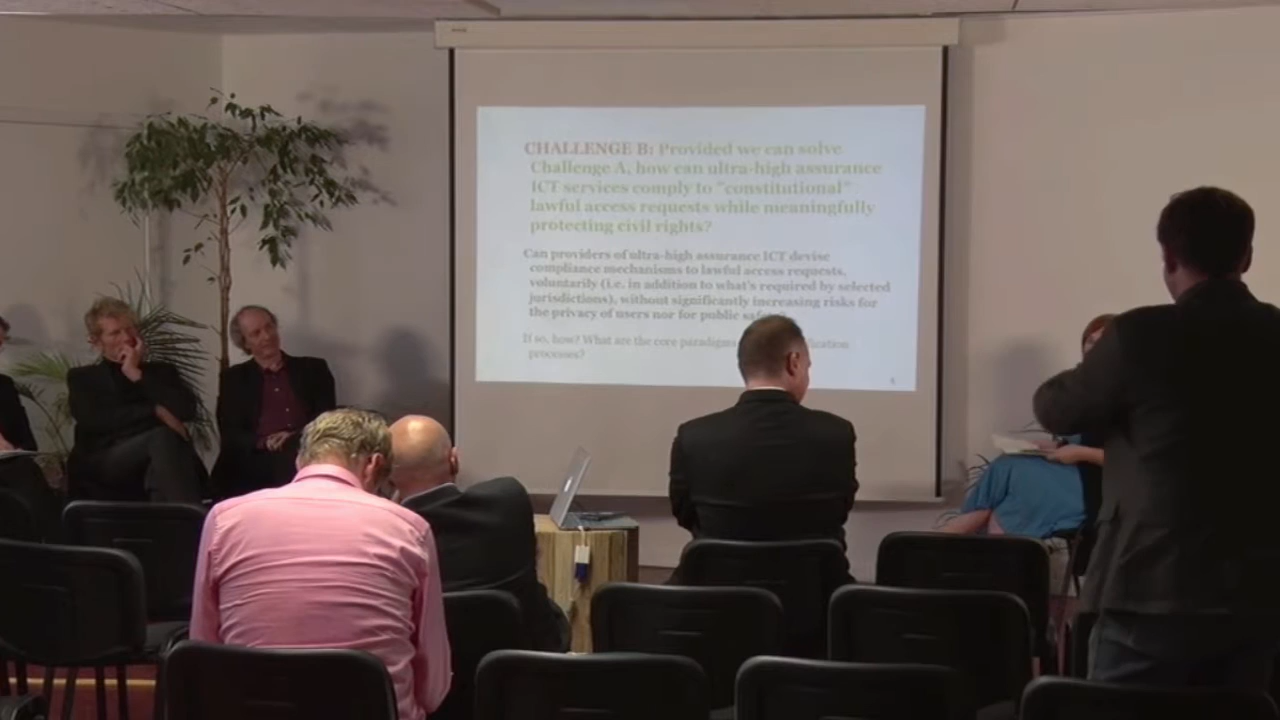 CHALLENGE B: Provided we can solve
Challenge A, how can ultra-high assurance
ICT services comply to "constitutional"
lawful access requests while meaningfully
protecting civil rights?
Can providers of ultra-high assurance ICT devise
compliance mechanisms to lawful access requests,
voluntarily (i.e. in addition to what's required by selected
jurisdictions), without significantly increasing risks for
the privacy of users nor for public
If so, how? What are the core paradigms
processes?